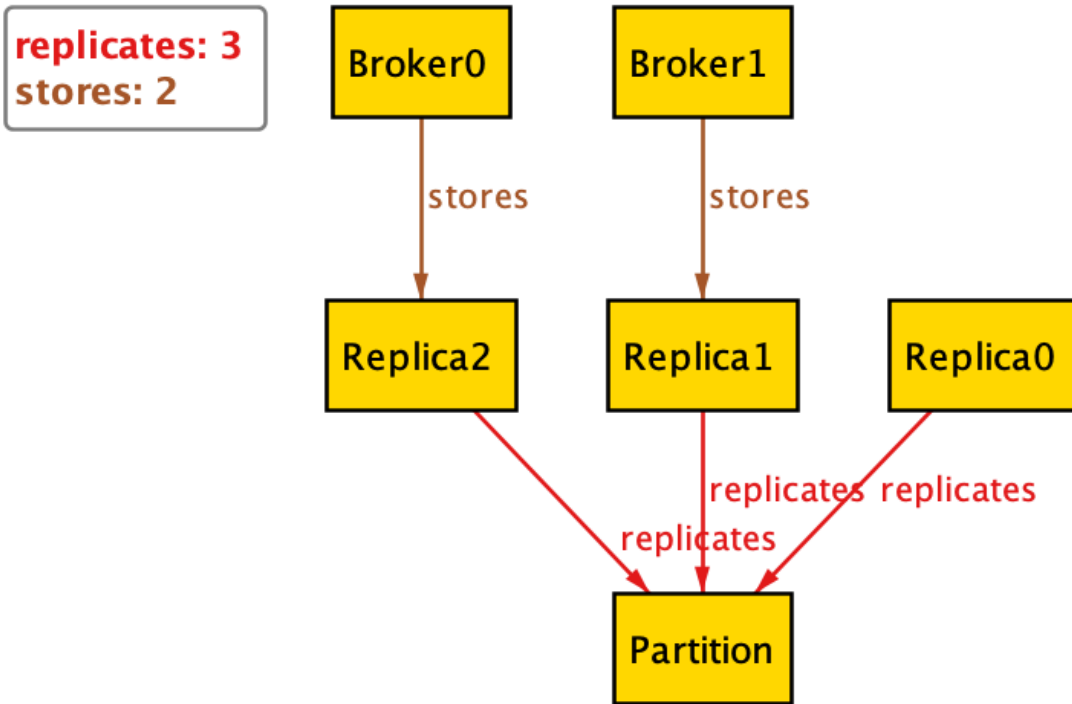 replicates: 3
stores: 2
Broker0
Broker1
stores
stores
Replica2
Replica1
Replica0
replicates
replicates
replicates
Partition